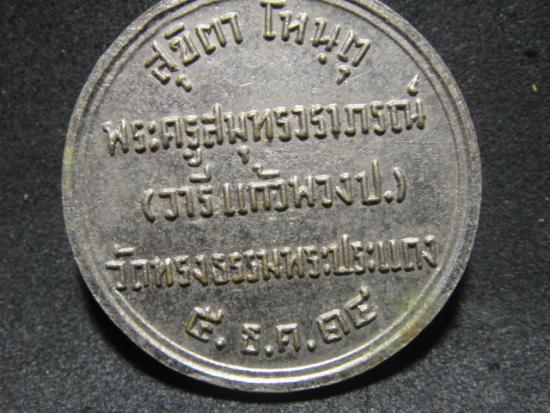 สุขิตา โหนฺตุ
พระครูสมุทรวราภรณ์
(วารีแก้วพวงป.)
วัดทรงธรรมพระประแดง
๕. ธ.ค.๑๔